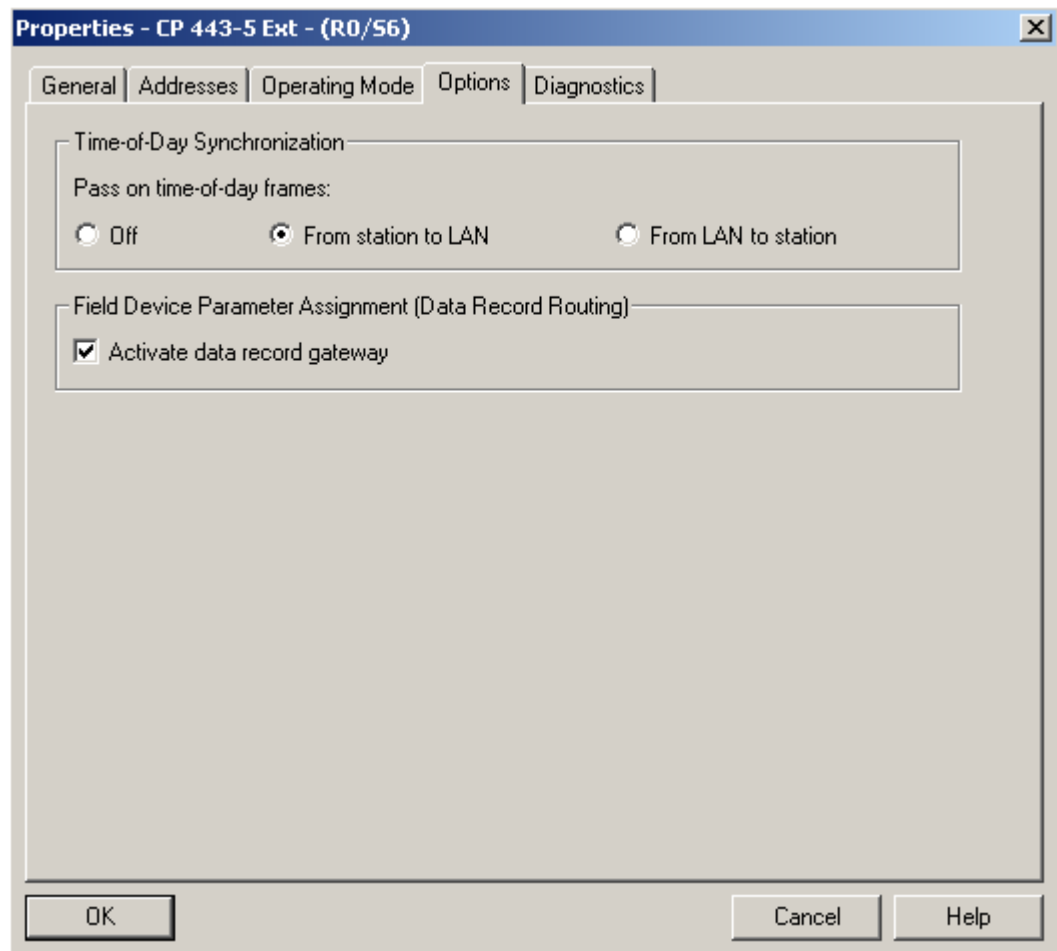 Properties - CP 443-5 Ext - (R0/S6)
General Addresses Operating Mode Options Diagnostics
Time-of-Day Synchronization
Pass on time-of-day frames:
Off From station to LAN From LAN to station
Field Device Parameter Assignment (Data Record Routing)
Activate data record gateway
OK Cancel Help